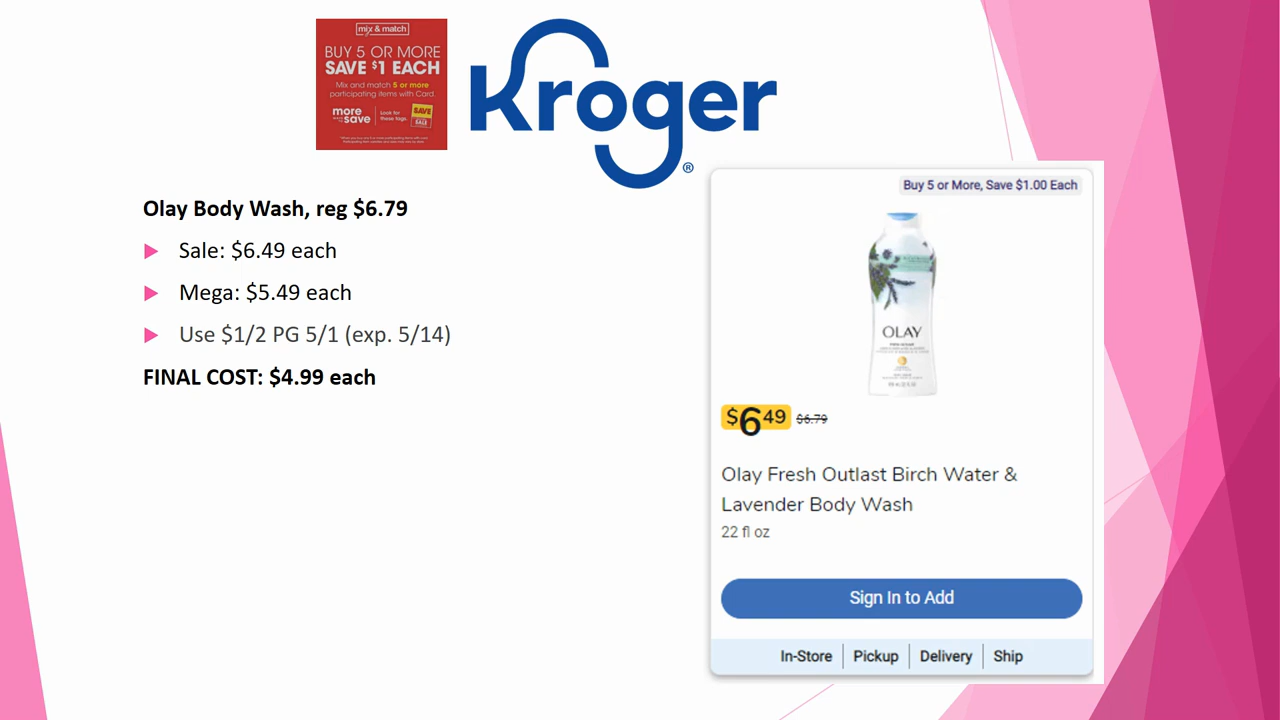 mix & match
BUY 5 OR MORE
SAVE $1 EACH
Mix and match 5 or more
participating items with Card.
more
save
Look for
these tags.
SAVE
SALE
Kroger
®
Buy 5 or More, Save $1.00 Each
Olay Body Wash, reg $6.79
Sale: $6.49 each
Mega: $5.49 each
Use $1/2 PG 5/1 (exp. 5/14)
FINAL COST: $4.99 each
OLAY
$6 49 $6.79
Olay Fresh Outlast Birch Water &
Lavender Body Wash
22 fl oz
Sign In to Add
In-Store | Pickup | Delivery | Ship